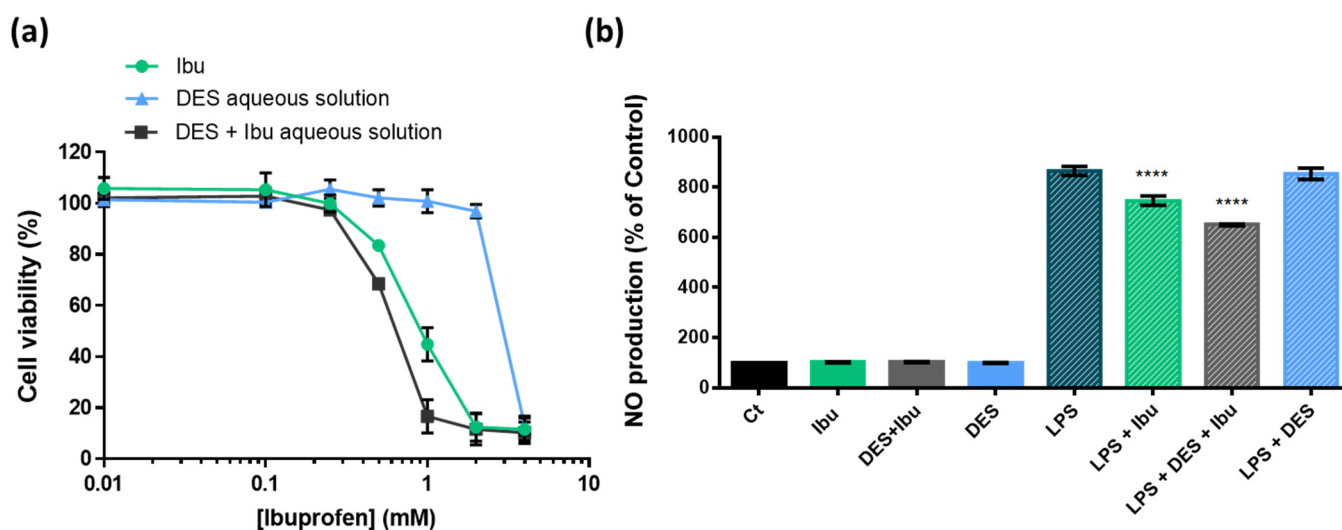 (a)
Ibu
DES aqueous solution
DES + Ibu aqueous solution
120
100
80
60
40
20
0
Cell viability (%)
0.01
0.1
1
10
[Ibuprofen] (mM)
(b)
1000
800
600
400
200
0
NO production (% of Control)
****
****
Ct
Ibu
DES+Ibu
DES
LPS
LPS + Ibu
LPS + DES + Ibu
LPS + DES